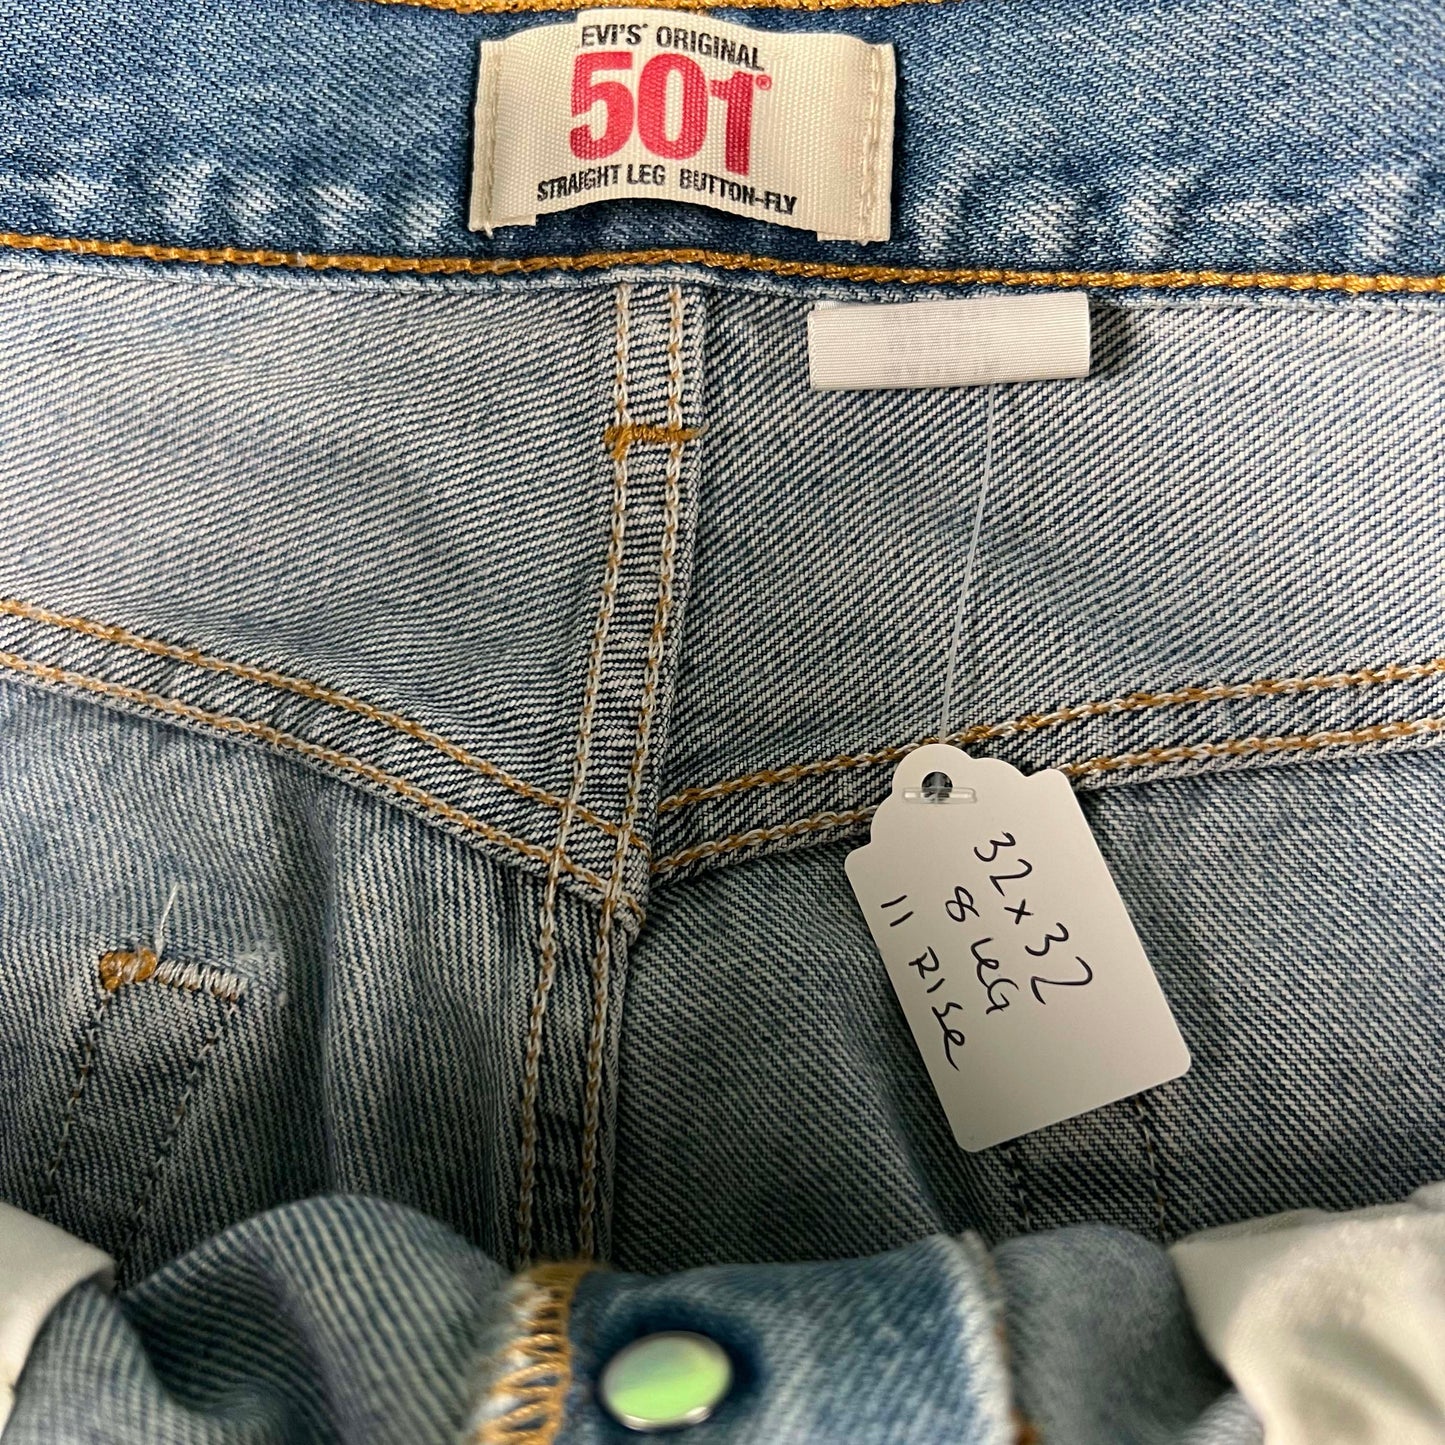 EVI'S® ORIGINAL
501®
STRAIGHT LEG BUTTON-FLY
32x32
8 LEG
11 RISE